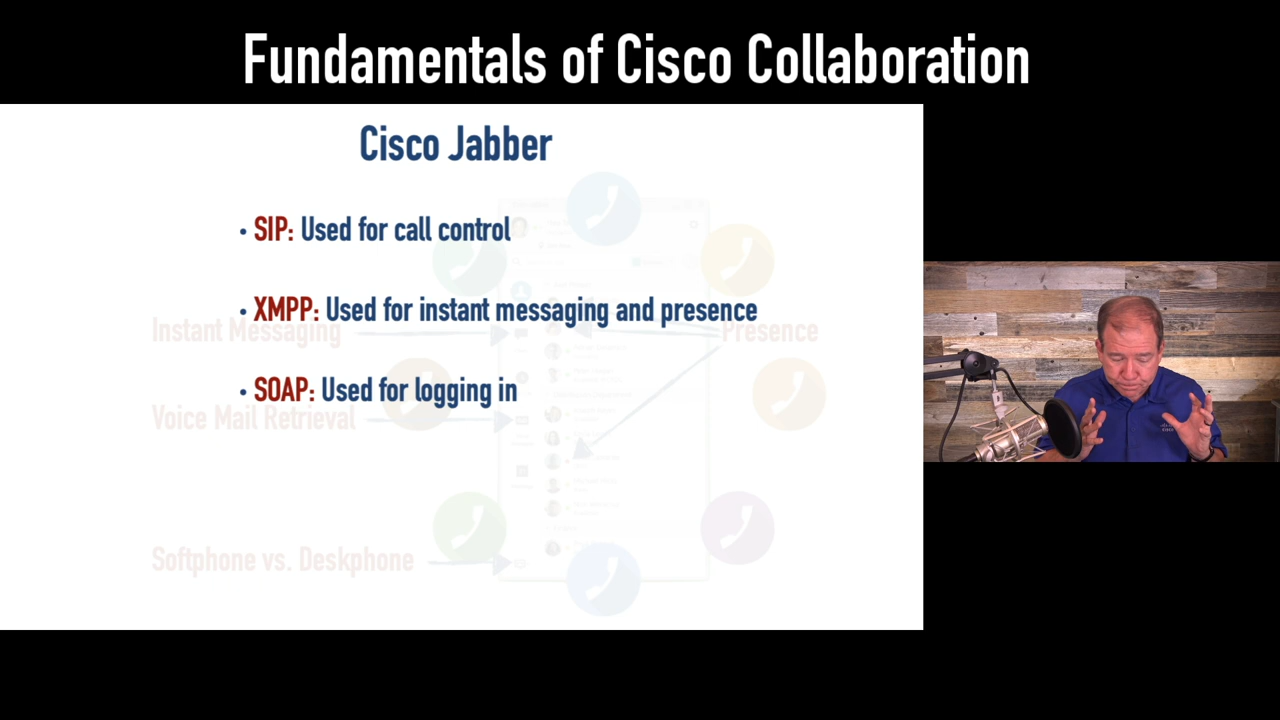 Fundamentals of Cisco Collaboration
Cisco Jabber
• SIP: Used for call control
• XMPP: Used for instant messaging and presence
Instant Messaging
Presence
• SOAP: Used for logging in
Voice Mail Retrieval
Softphone vs. Deskphone